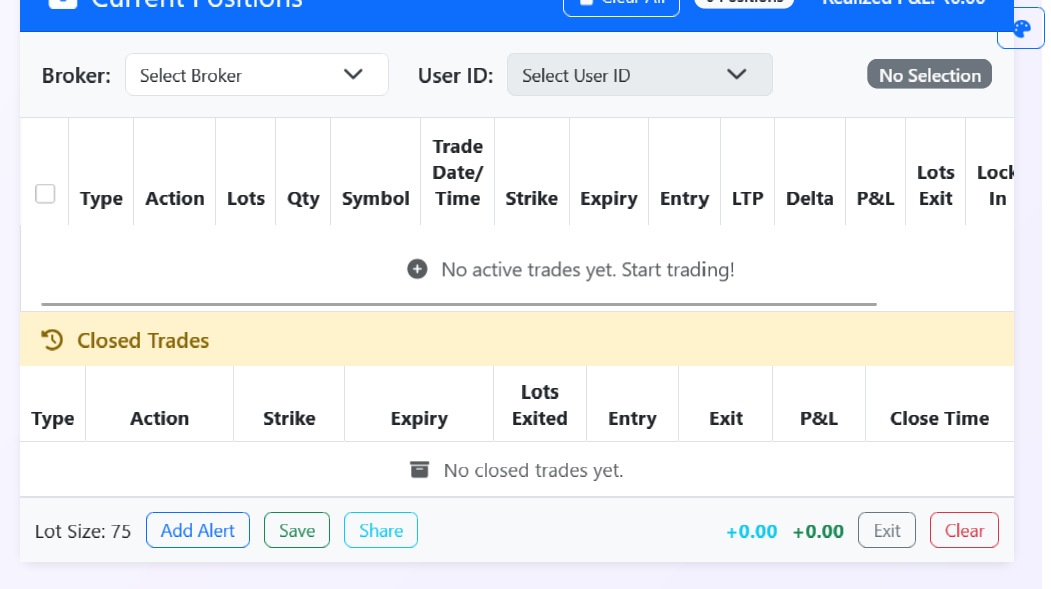 Current Positions Clear All 0 Positions Realized P&L: ₹0.00
Broker: Select Broker User ID: Select User ID No Selection
Type Action Lots Qty Symbol Trade Date/ Time Strike Expiry Entry LTP Delta P&L Lots Exit Lock In
No active trades yet. Start trading!
Closed Trades
Type Action Strike Expiry Lots Exited Entry Exit P&L Close Time
No closed trades yet.
Lot Size: 75 Add Alert Save Share +0.00 +0.00 Exit Clear